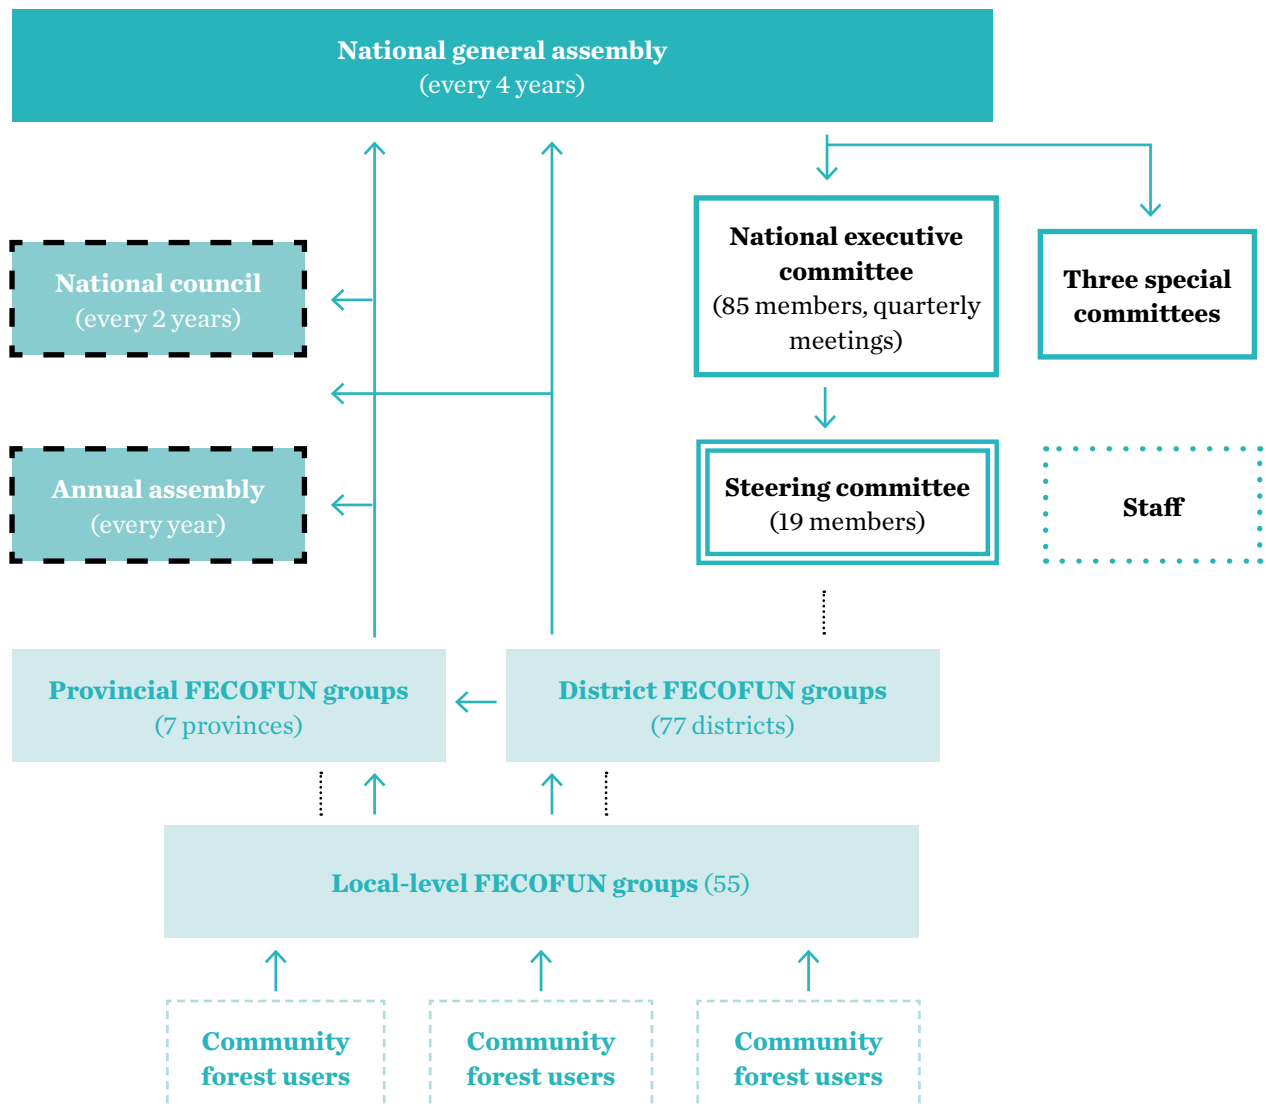 National general assembly
(every 4 years)
National council
(every 2 years)
National executive
committee
(85 members, quarterly
meetings)
Three special
committees
Annual assembly
(every year)
Steering committee
(19 members)
Staff
Provincial FECOFUN groups
(7 provinces)
District FECOFUN groups
(77 districts)
Local-level FECOFUN groups (55)
Community
forest users
Community
forest users
Community
forest users